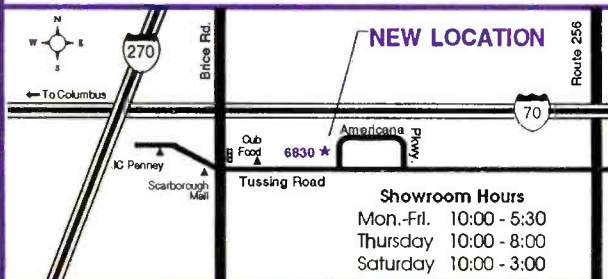 N
W E
S
270
Brice Rd.
NEW LOCATION
Route 256
To Columbus
70
Americana Pkwy.
Cub
Food
6830 ★
JC Penney
Scarborough
Mall
Tussing Road
Showroom Hours
Mon.-Fri. 10:00 - 5:30
Thursday 10:00 - 8:00
Saturday 10:00 - 3:00